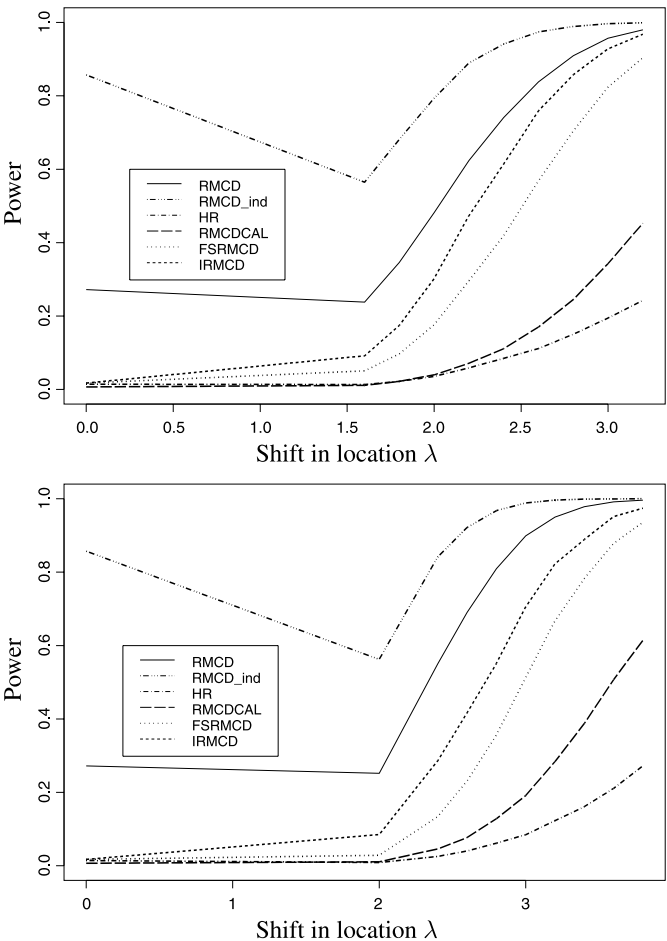 1.0
0.8
0.6
0.4
0.2
0.0
Power
RMCD
RMCD_ind
HR
RMCDCAL
FSRMCD
IRMCD
0.0 0.5 1.0 1.5 2.0 2.5 3.0
Shift in location λ
1.0
0.8
0.6
0.4
0.2
0.0
Power
RMCD
RMCD_ind
HR
RMCDCAL
FSRMCD
IRMCD
0 1 2 3
Shift in location λ